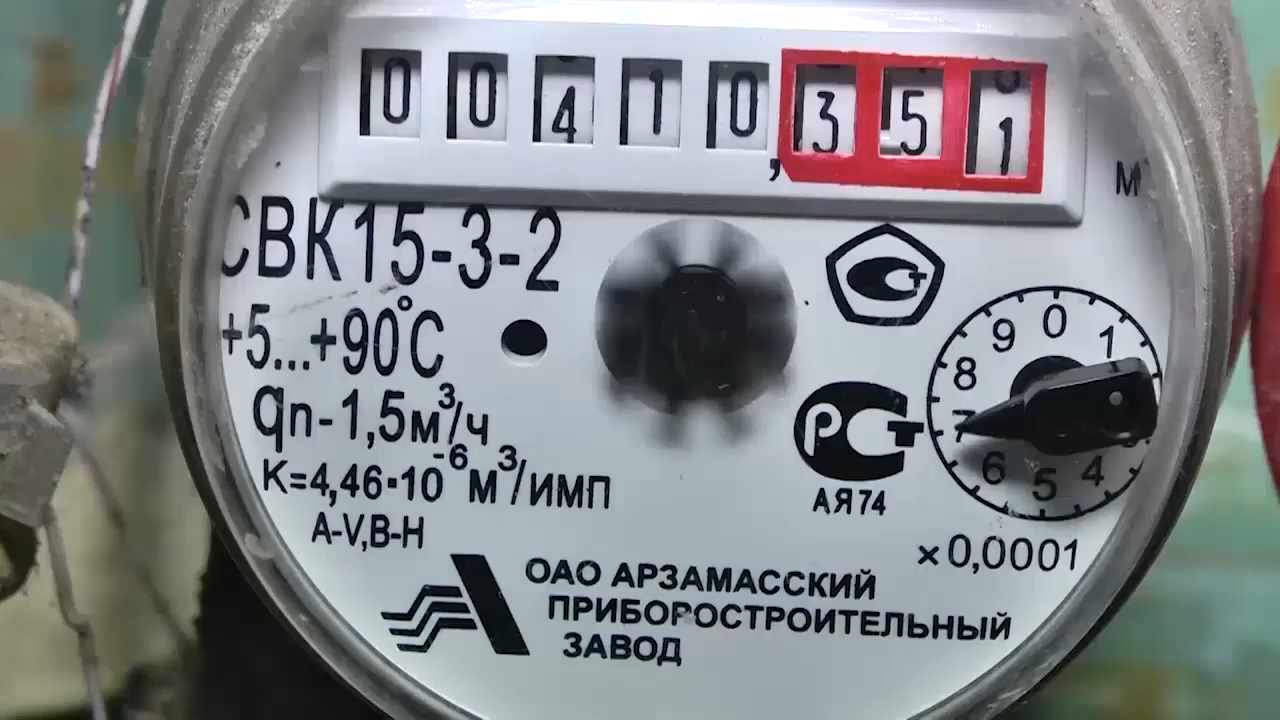 00410,351
м³
СВК15-3-2
+5...+90°С
qn-1,5м³/ч
К=4,46·10⁻⁶м³/ИМП
А-V,В-Н
РСТ
АЯ74
0 1 4 5 6 7 8 9
×0,0001
ОАО АРЗАМАССКИЙ
ПРИБОРОСТРОИТЕЛЬНЫЙ
ЗАВОД